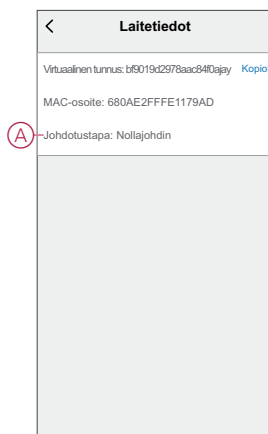 Laitetiedot
Virtuaalinen tunnus: bf9019d2978aac84f0ajay Kopioi
MAC-osoite: 680AE2FFFE1179AD
A Johdotustapa: Nollajohdin